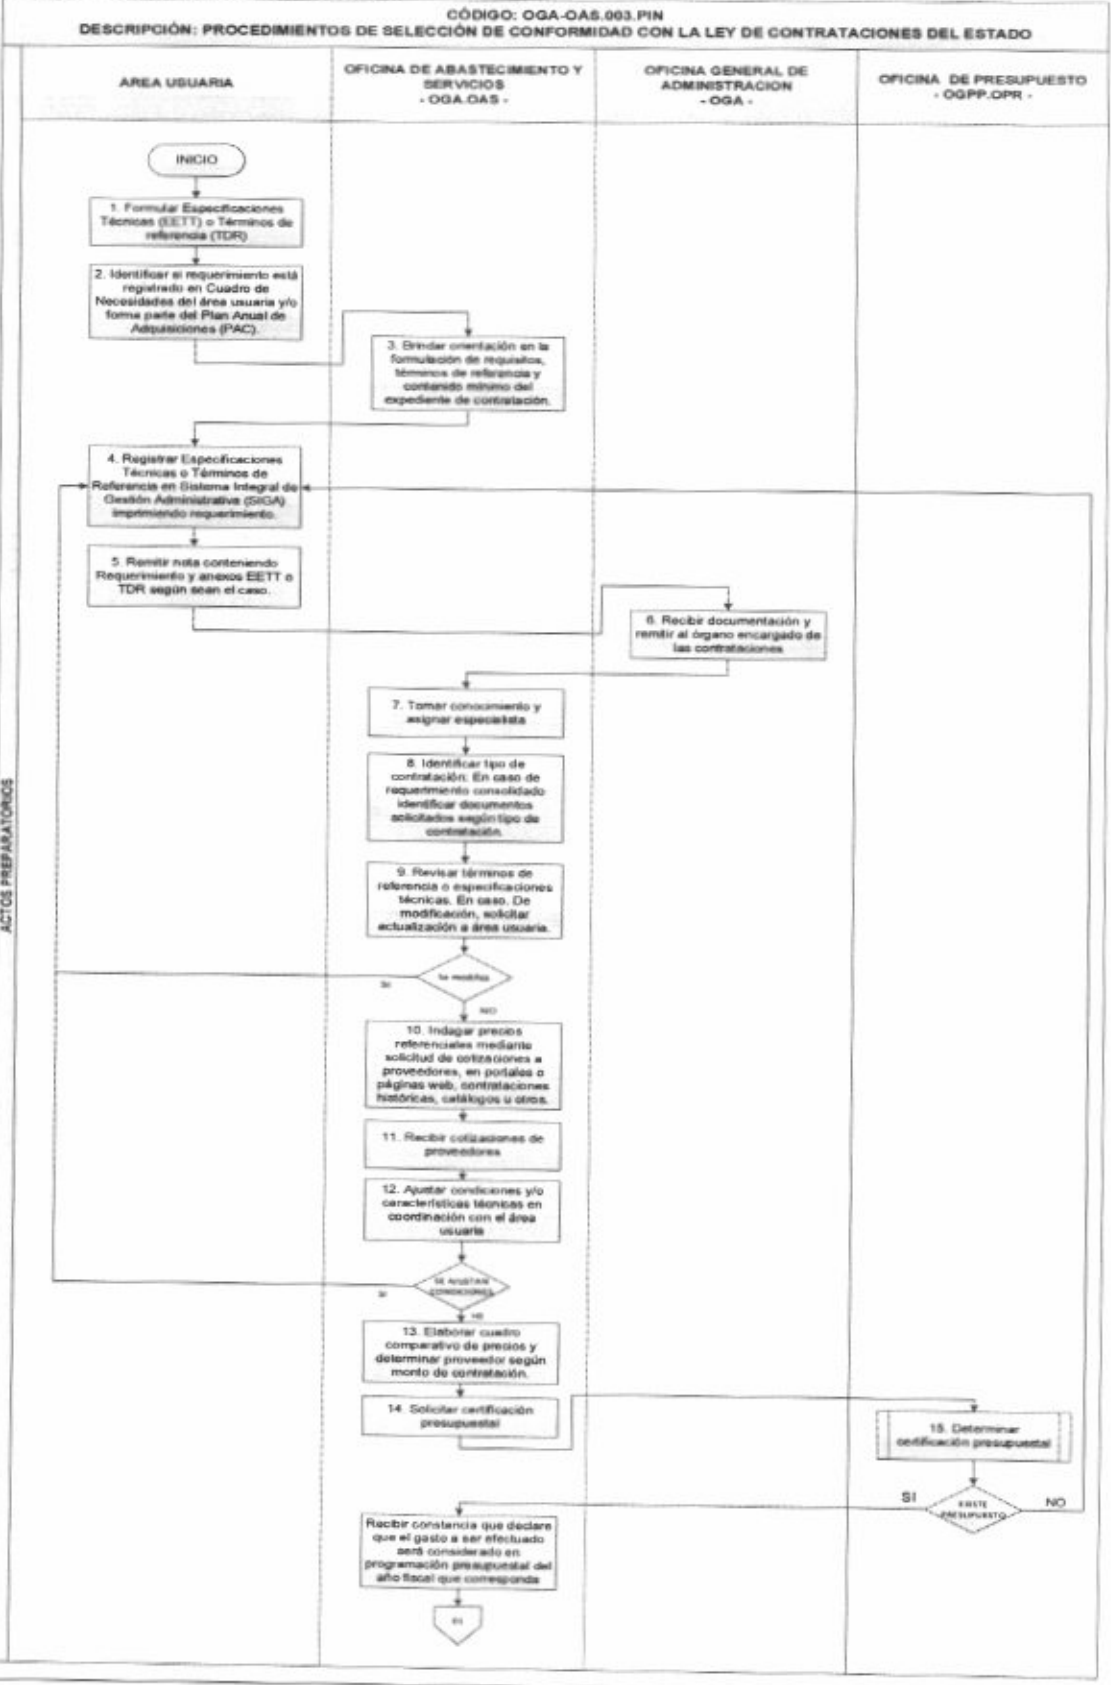 CÓDIGO: OGA-OAS.003.PIN
DESCRIPCIÓN: PROCEDIMIENTOS DE SELECCIÓN DE CONFORMIDAD CON LA LEY DE CONTRATACIONES DEL ESTADO
AREA USUARIA
OFICINA DE ABASTECIMIENTO Y
SERVICIOS
- OGA.OAS -
OFICINA GENERAL DE
ADMINISTRACION
- OGA -
OFICINA DE PRESUPUESTO
- OGPP.OPR -
ACTOS PREPARATORIOS
INICIO
1. Formular Especificaciones
Técnicas (EETT) o Términos de
referencia (TDR)
2. Identificar si requerimiento está
registrado en Cuadro de
Necesidades del área usuaria y/o
forma parte del Plan Anual de
Adquisiciones (PAC).
3. Brindar orientación en la
formulación de requisitos,
términos de referencia y
contenido mínimo del
expediente de contratación.
4. Registrar Especificaciones
Técnicas o Términos de
Referencia en Sistema Integral de
Gestión Administrativa (SIGA)
imprimiendo requerimiento.
5. Remitir nota conteniendo
Requerimiento y anexos EETT o
TDR según sean el caso.
6. Recibir documentación y
remitir al órgano encargado de
las contrataciones
7. Tomar conocimiento y
asignar especialista
8. Identificar tipo de
contratación: En caso de
requerimiento consolidado
identificar documentos
solicitados según tipo de
contratación.
9. Revisar términos de
referencia o especificaciones
técnicas. En caso. De
modificación, solicitar
actualización a área usuaria.
Se modifica
SI
NO
10. Indagar precios
referenciales mediante
solicitud de cotizaciones a
proveedores, en portales o
páginas web, contrataciones
históricas, catálogos u otros.
11. Recibir cotizaciones de
proveedores
12. Ajustar condiciones y/o
características técnicas en
coordinación con el área
usuaria
SE AJUSTAN
CONDICIONES
SI
NO
13. Elaborar cuadro
comparativo de precios y
determinar proveedor según
monto de contratación.
14. Solicitar certificación
presupuestal
15. Determinar
certificación presupuestal
EXISTE
PRESUPUESTO
SI
NO
Recibir constancia que declare
que el gasto a ser efectuado
será considerado en
programación presupuestal del
año fiscal que corresponda